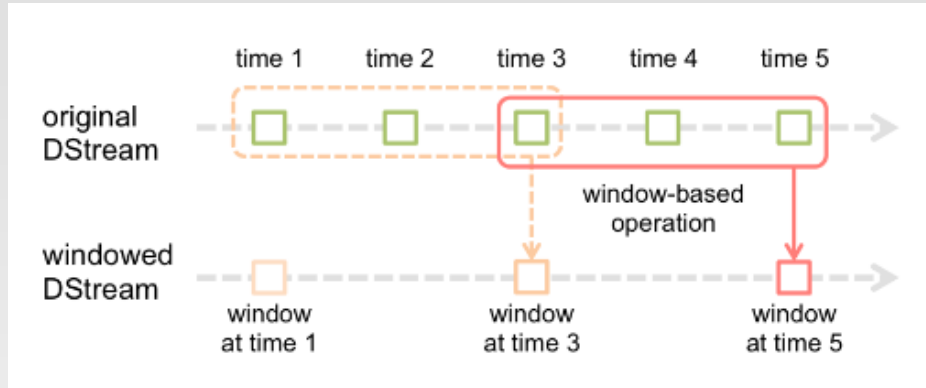 time 1 time 2 time 3 time 4 time 5
original
DStream
window-based
operation
windowed
DStream
window
at time 1
window
at time 3
window
at time 5